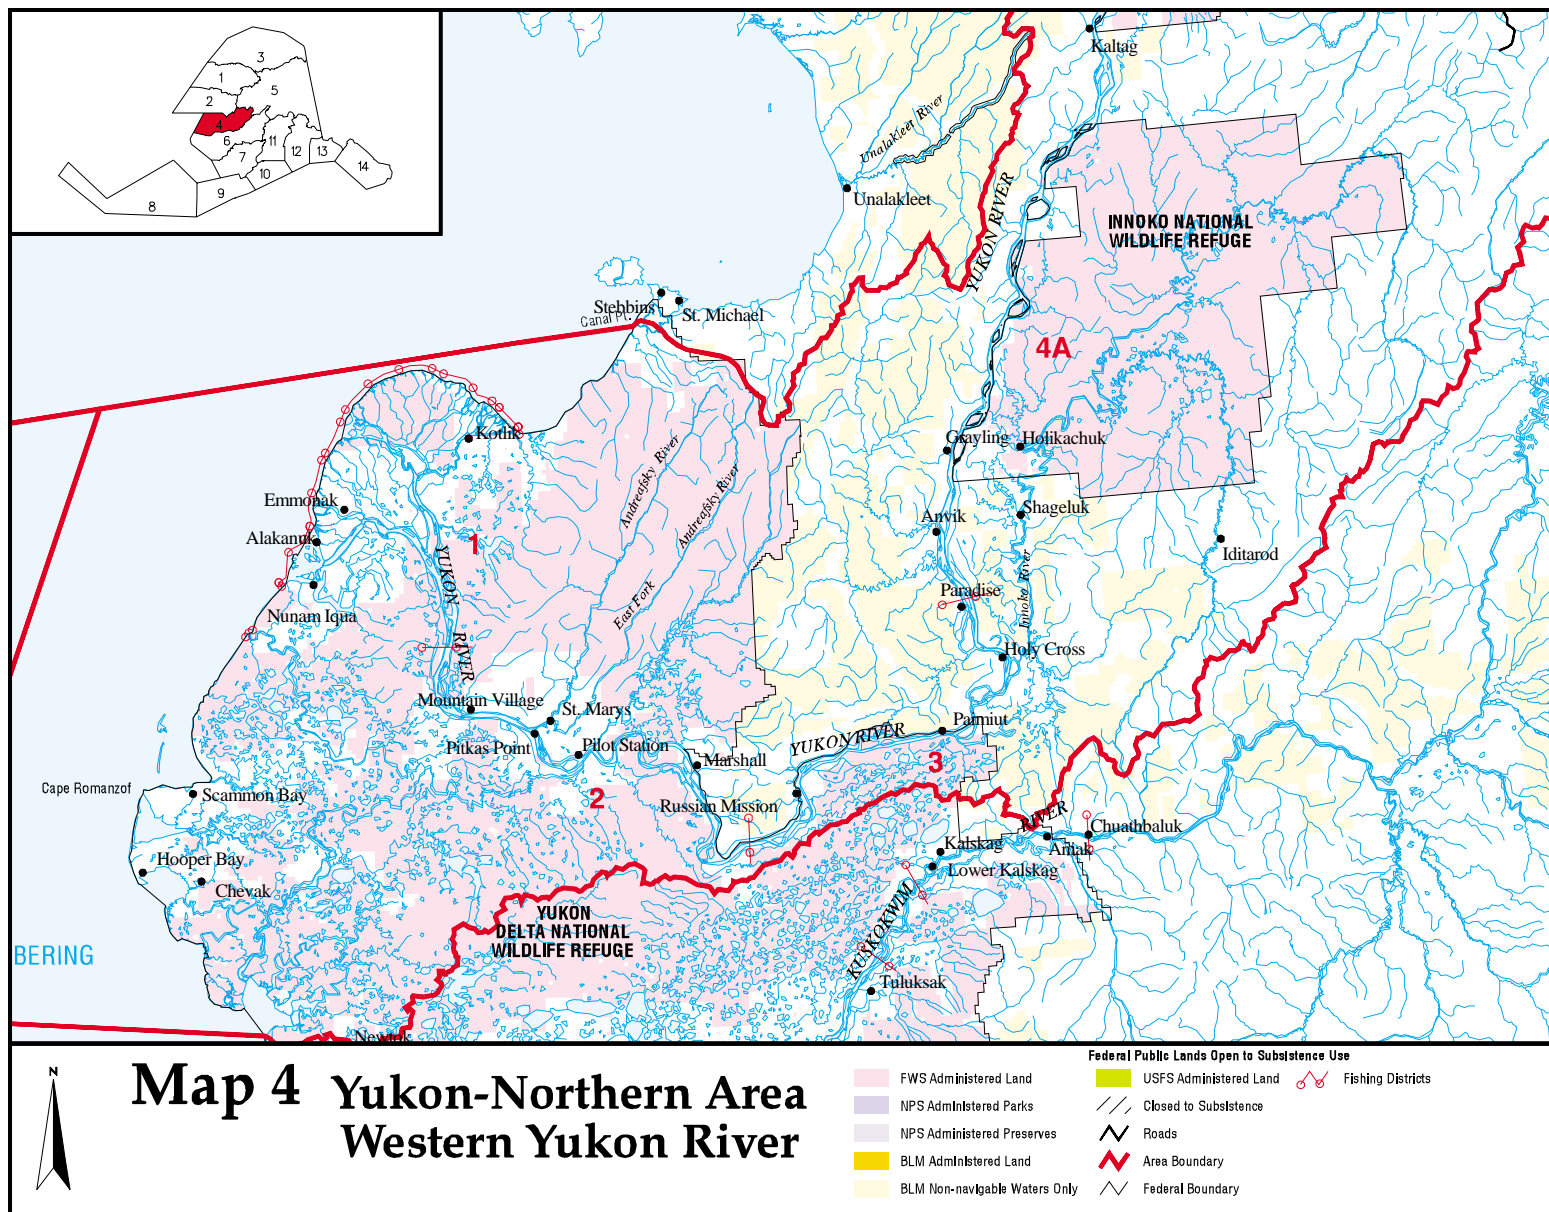 3
1
5
2
4
6
11
7
12
13
10
14
9
8
Kaltag
Unalakleet River
Unalakleet
YUKON RIVER
INNOKO NATIONAL
WILDLIFE REFUGE
Stebbins
St. Michael
Canal Pt.
4A
Kotlik
Grayling
Holikachuk
Andreafsky River
Andreafsky River
East Fork
Emmonak
Alakanuk
1
Anvik
Shageluk
Iditarod
YUKON
RIVER
Nunam Iqua
Paradise
Innoko River
Holy Cross
Mountain Village
St. Marys
Pitkas Point
Pilot Station
Marshall
YUKON RIVER
Paimiut
3
2
Russian Mission
Cape Romanzof
Scammon Bay
Hooper Bay
Chevak
RIVER
Chuathbaluk
Aniak
Kalskag
Lower Kalskag
KUSKOKWIM
YUKON
DELTA NATIONAL
WILDLIFE REFUGE
BERING
Tuluksak
Newtok
N
Map 4
Yukon-Northern Area
Western Yukon River
Federal Public Lands Open to Subsistence Use
FWS Administered Land
NPS Administered Parks
NPS Administered Preserves
BLM Administered Land
BLM Non-navigable Waters Only
USFS Administered Land
Closed to Subsistence
Roads
Area Boundary
Federal Boundary
Fishing Districts